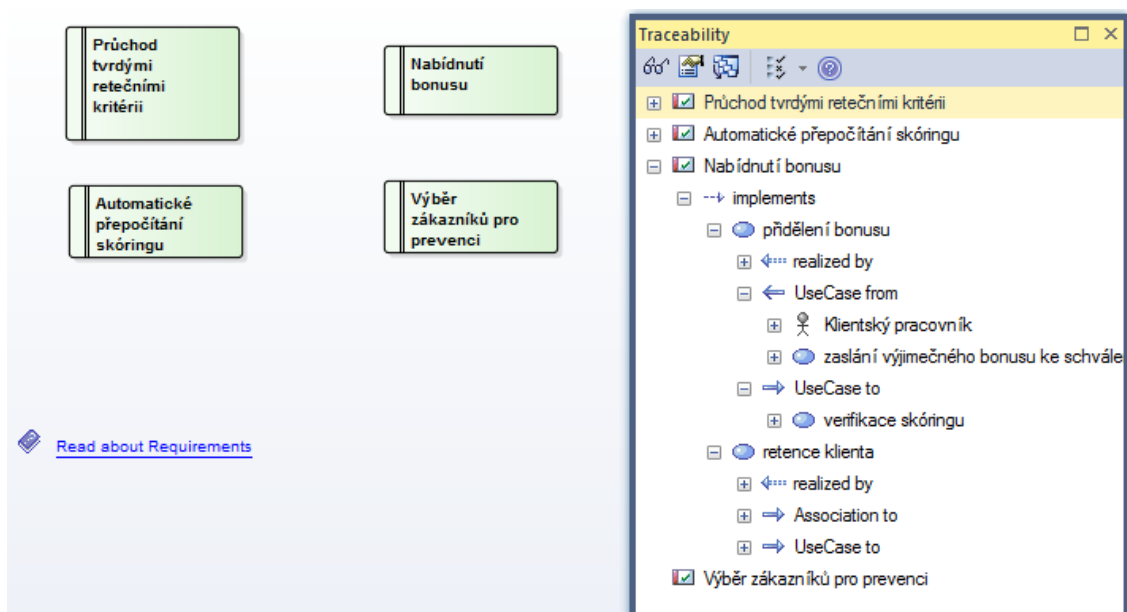 Průchod
tvrdými
retečními
kritérii
Nabídnutí
bonusu
Automatické
přepočítání
skóringu
Výběr
zákazníků pro
prevenci
Read about Requirements
Traceability
Průchod tvrdými retečními kritérii
Automatické přepočítání skóringu
Nabídnutí bonusu
implements
přidělení bonusu
realized by
UseCase from
Klientský pracovník
zaslání výjimečného bonusu ke schvále
UseCase to
verifikace skóringu
retence klienta
realized by
Association to
UseCase to
Výběr zákazníků pro prevenci